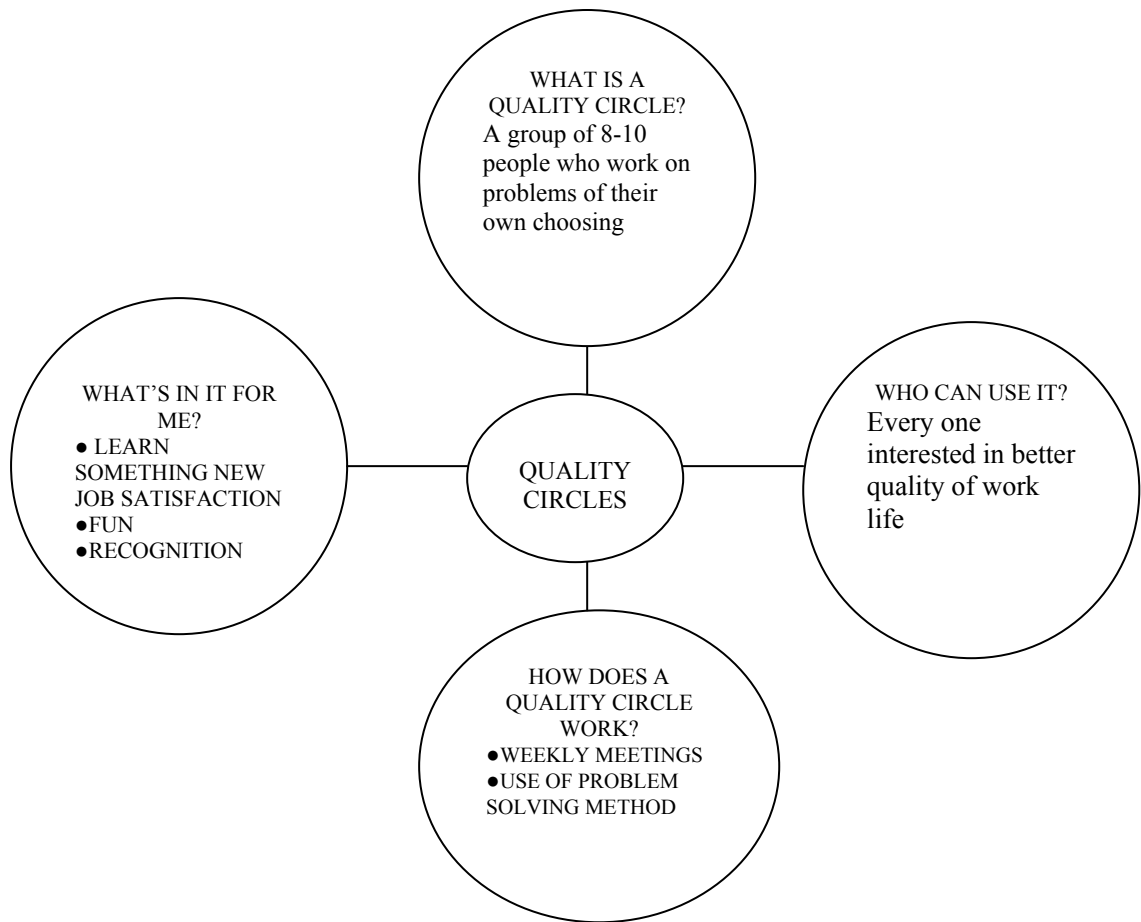 WHAT IS A
QUALITY CIRCLE?
A group of 8-10
people who work on
problems of their
own choosing
WHAT’S IN IT FOR
ME?
● LEARN
SOMETHING NEW
JOB SATISFACTION
●FUN
●RECOGNITION
QUALITY
CIRCLES
WHO CAN USE IT?
Every one
interested in better
quality of work
life
HOW DOES A
QUALITY CIRCLE
WORK?
●WEEKLY MEETINGS
●USE OF PROBLEM
SOLVING METHOD